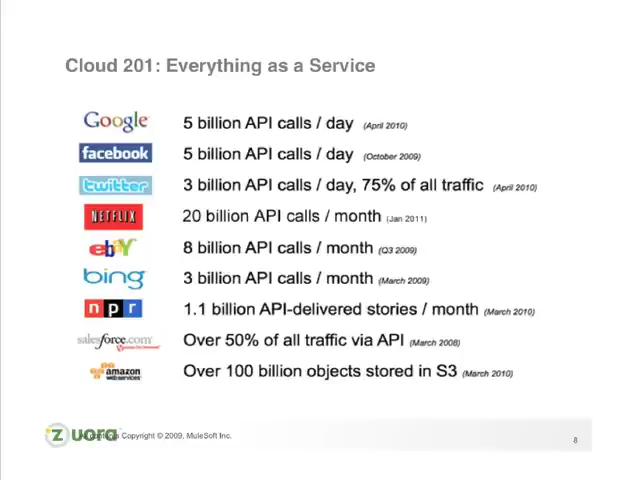 Cloud 201: Everything as a Service
Google 5 billion API calls / day (April 2010)
facebook 5 billion API calls / day (October 2009)
twitter 3 billion API calls / day, 75% of all traffic (April 2010)
NETFLIX 20 billion API calls / month (Jan 2011)
ebaY 8 billion API calls / month (Q3 2009)
bing 3 billion API calls / month (March 2009)
n p r 1.1 billion API-delivered stories / month (March 2010)
salesforce.com Over 50% of all traffic via API (March 2008)
amazon webservices Over 100 billion objects stored in S3 (March 2010)
zuora Copyright © 2009, MuleSoft Inc.
8